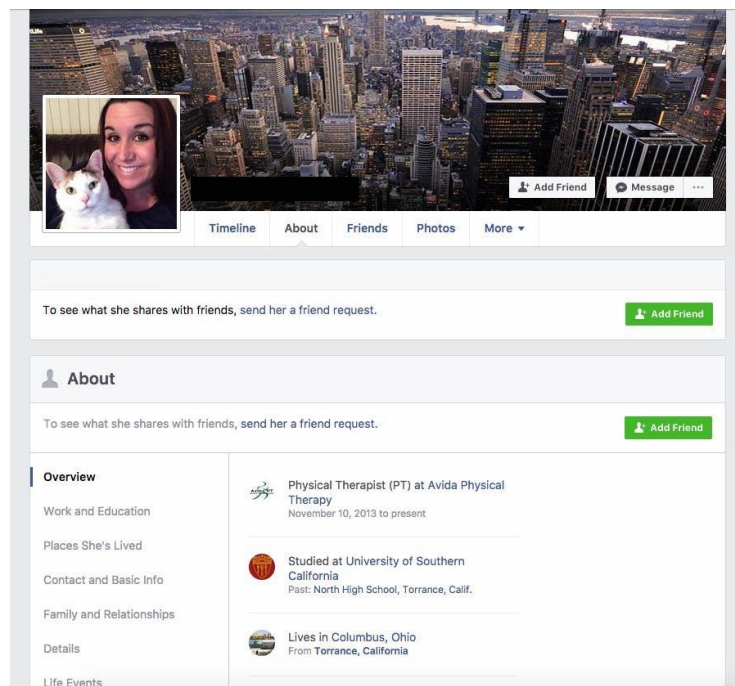 Add Friend
Message
Timeline
About
Friends
Photos
More
To see what she shares with friends, send her a friend request.
Add Friend
About
To see what she shares with friends, send her a friend request.
Add Friend
Overview
Work and Education
Places She's Lived
Contact and Basic Info
Family and Relationships
Details
Life Events
Physical Therapist (PT) at Avida Physical
Therapy
November 10, 2013 to present
Studied at University of Southern
California
Past: North High School, Torrance, Calif.
Lives in Columbus, Ohio
From Torrance, California